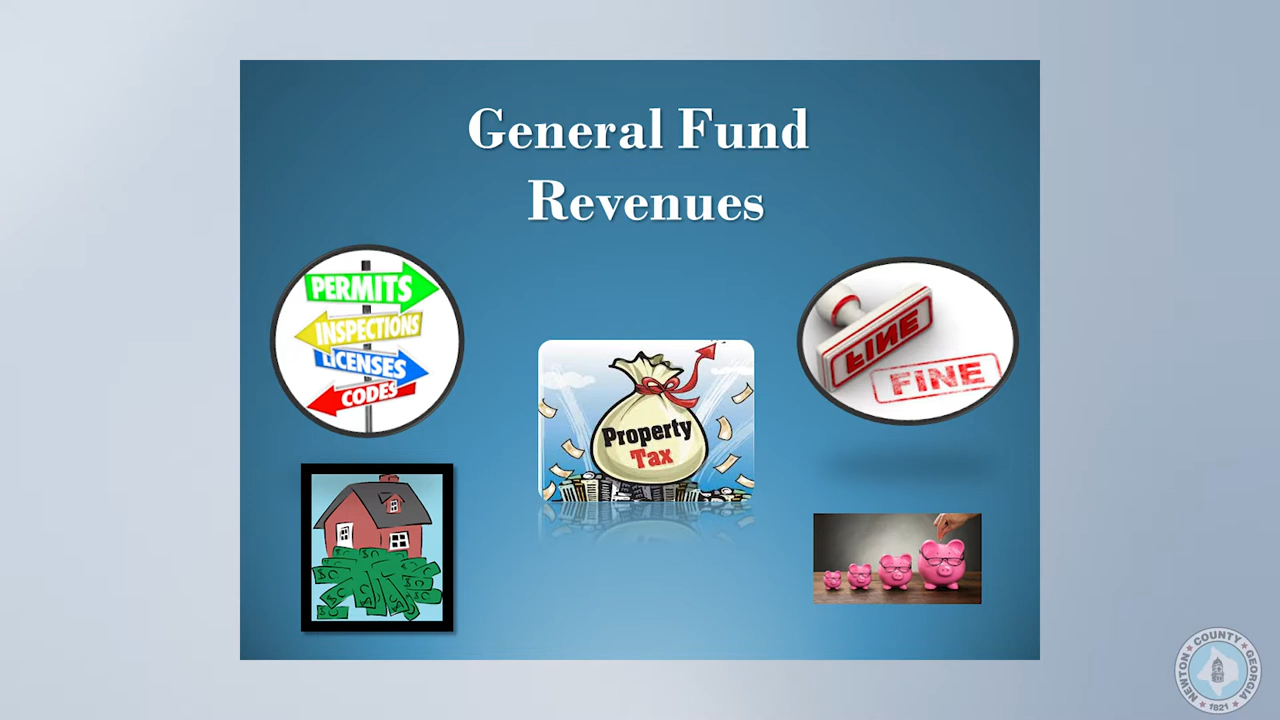 General Fund
Revenues
PERMITS
INSPECTIONS
LICENSES
CODES
FINE
FINE
Property
Tax
NEWTON COUNTY GEORGIA
1821